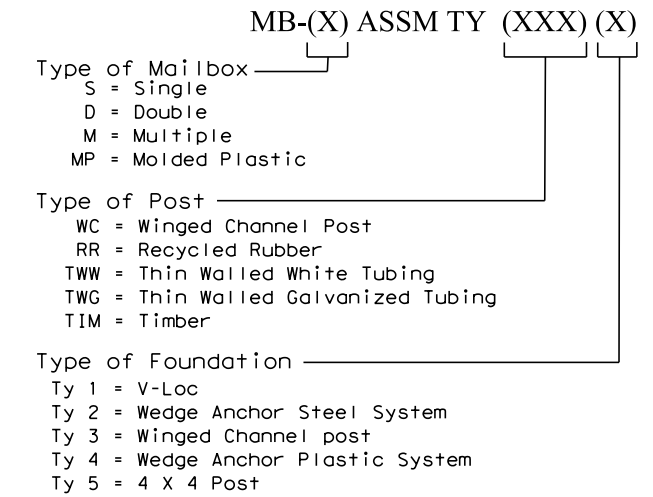 MB-(X) ASSM TY (XXX) (X)
Type of Mailbox
S = Single
D = Double
M = Multiple
MP = Molded Plastic
Type of Post
WC = Winged Channel Post
RR = Recycled Rubber
TWW = Thin Walled White Tubing
TWG = Thin Walled Galvanized Tubing
TIM = Timber
Type of Foundation
Ty 1 = V-Loc
Ty 2 = Wedge Anchor Steel System
Ty 3 = Winged Channel post
Ty 4 = Wedge Anchor Plastic System
Ty 5 = 4 X 4 Post